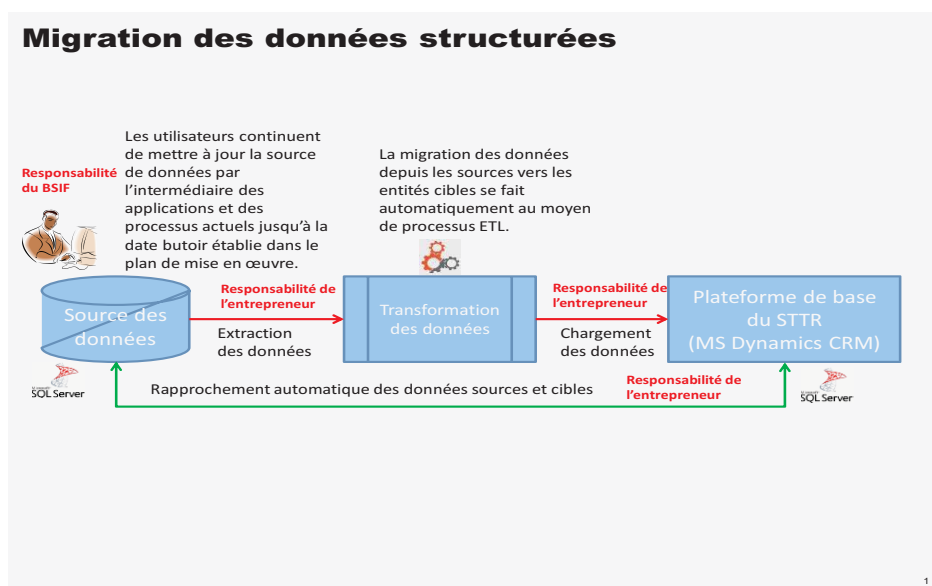 Migration des données structurées
Responsabilité
du BSIF
Les utilisateurs continuent
de mettre à jour la source
de données par
l’intermédiaire des
applications et des
processus actuels jusqu’à la
date butoir établie dans le
plan de mise en œuvre.
La migration des données
depuis les sources vers les
entités cibles se fait
automatiquement au moyen
de processus ETL.
Source des
données
Responsabilité de
l’entrepreneur
Extraction
des données
Transformation
des données
Responsabilité de
l’entrepreneur
Chargement
des données
Plateforme de base
du STTR
(MS Dynamics CRM)
SQL Server
Rapprochement automatique des données sources et cibles
Responsabilité de
l’entrepreneur
SQL Server
1